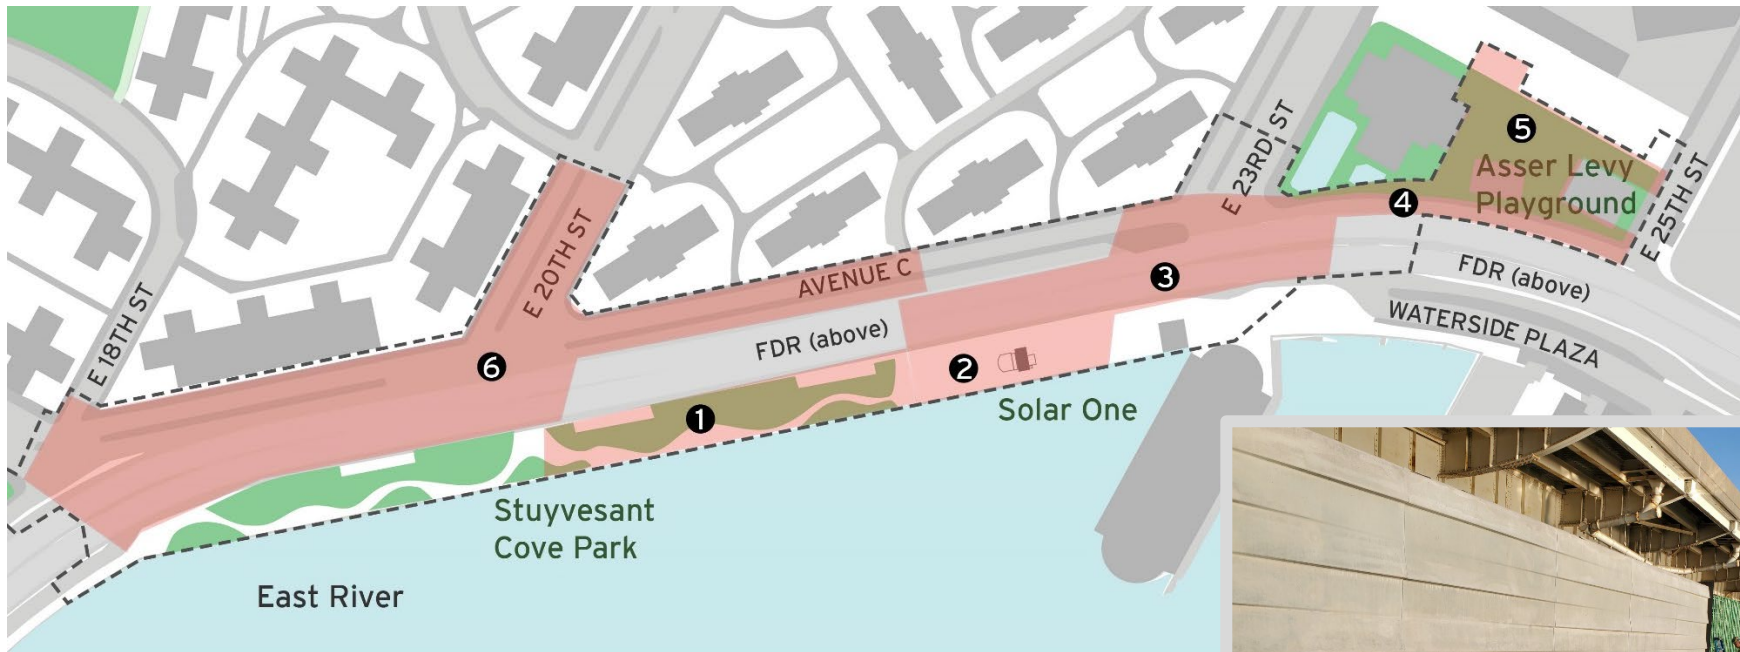 5
Asser Levy
Playground
E 23RD ST
E 25TH ST
4
E 20TH ST
AVENUE C
3
FDR (above)
WATERSIDE PLAZA
E 18TH ST
6
FDR (above)
2
Solar One
1
Stuyvesant
Cove Park
East River